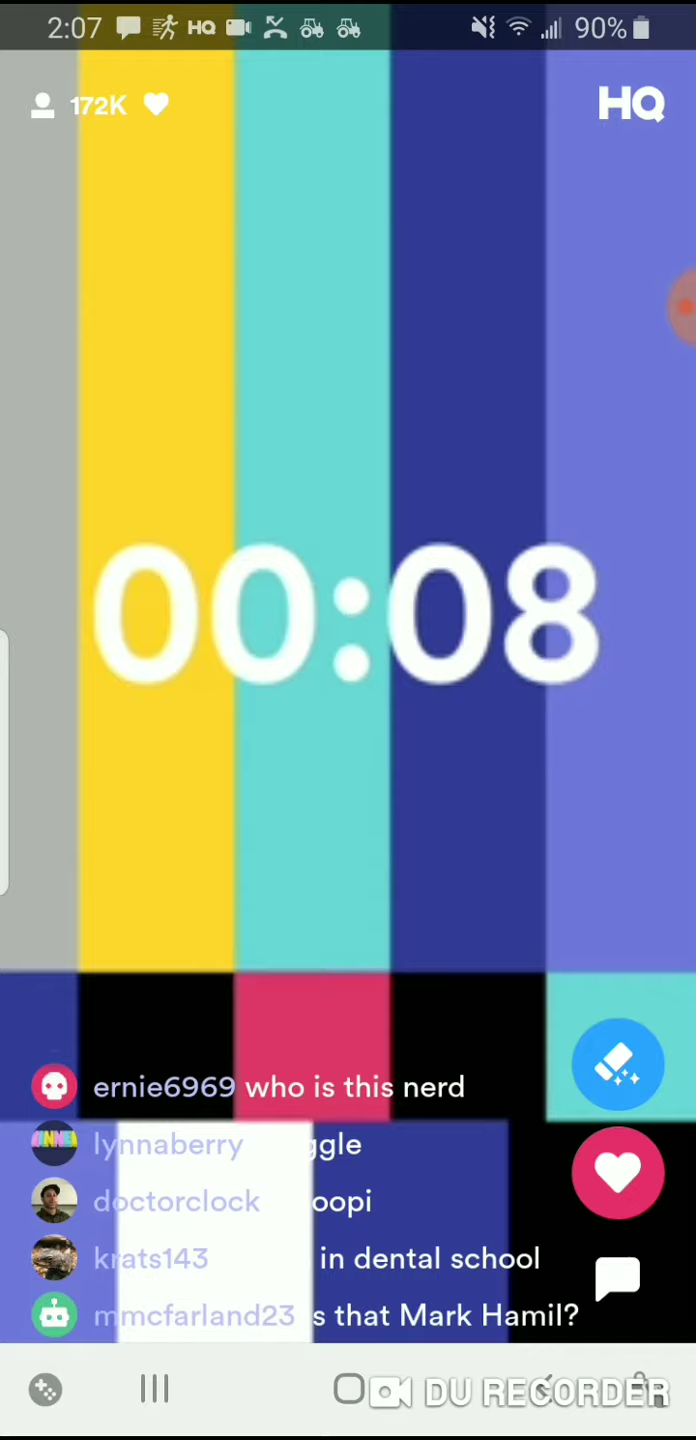 2:07 HQ 90%
172K HQ
00:08
ernie6969 who is this nerd
lynnaberry ggle
doctorclock oopi
krats143 in dental school
mmcfarland23 s that Mark Hamil?
DU RECORDER